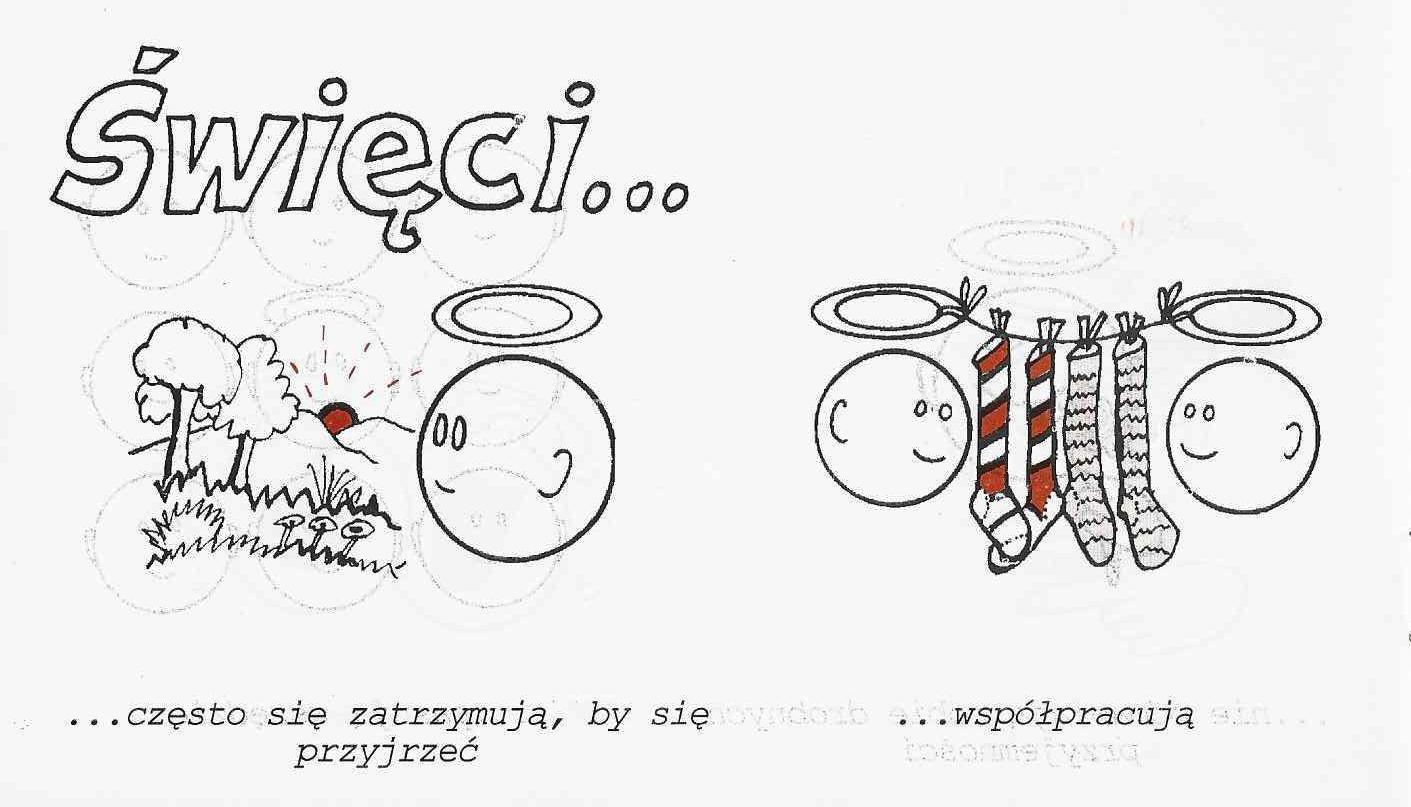 Święci...
...często się zatrzymują, by się
przyjrzeć
...współpracują